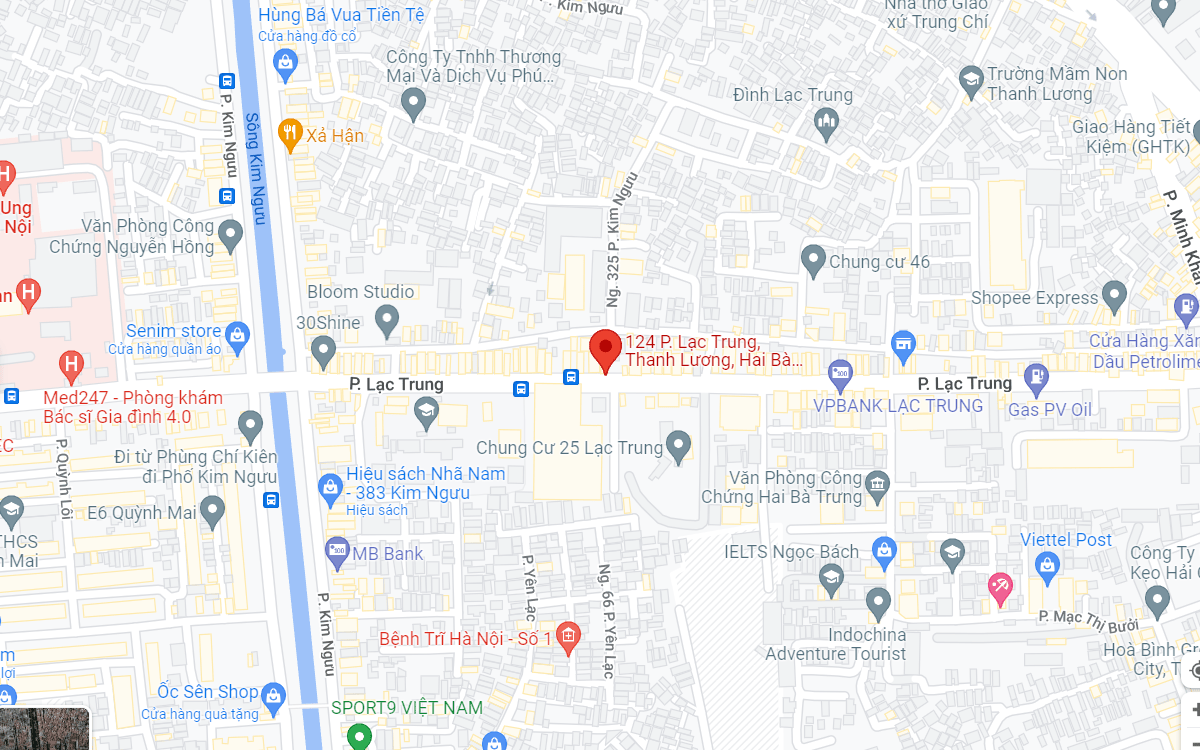 Hùng Bá Vua Tiền Tệ
Cửa hàng đồ cổ
P. Kim Ngưu
Nhà thờ Giáo
xứ Trung Chí
Công Ty Tnhh Thương
Mại Và Dịch Vụ Phú...
Đình Lạc Trung
Trường Mầm Non
Thanh Lương
P. Kim Ngưu
Sông Kim Ngưu
Xả Hận
Giao Hàng Tiết
Kiệm (GHTK)
H
Ung
Nội
Văn Phòng Công
Chứng Nguyễn Hồng
Ng. 325 P. Kim Ngưu
P. Minh Khai
Chung cư 46
H
Bloom Studio
30Shine
Shopee Express
Senim store
Cửa hàng quần áo
124 P. Lạc Trung,
Thanh Lương, Hai Bà...
Cửa Hàng Xăn
Dầu Petrolime
H
Med247 - Phòng khám
Bác sĩ Gia đình 4.0
P. Lạc Trung
P. Lạc Trung
VPBANK LẠC TRUNG
Gas PV Oil
EC
P. Quỳnh Lôi
Đi từ Phùng Chí Kiên
đi Phố Kim Ngưu
Chung Cư 25 Lạc Trung
Hiệu sách Nhã Nam
- 383 Kim Ngưu
Hiệu sách
Văn Phòng Công
Chứng Hai Bà Trưng
E6 Quỳnh Mai
THCS
h Mai
MB Bank
IELTS Ngọc Bách
Viettel Post
Công Ty
Kẹo Hải
P. Yên Lạc
Ng. 66 P. Yên Lạc
P. Kim Ngưu
P. Mạc Thị Bưởi
Bệnh Trĩ Hà Nội - Số 1
Indochina
Adventure Tourist
Hoà Bình Gr
City, T
Ốc Sên Shop
Cửa hàng quà tặng
SPORT9 VIỆT NAM